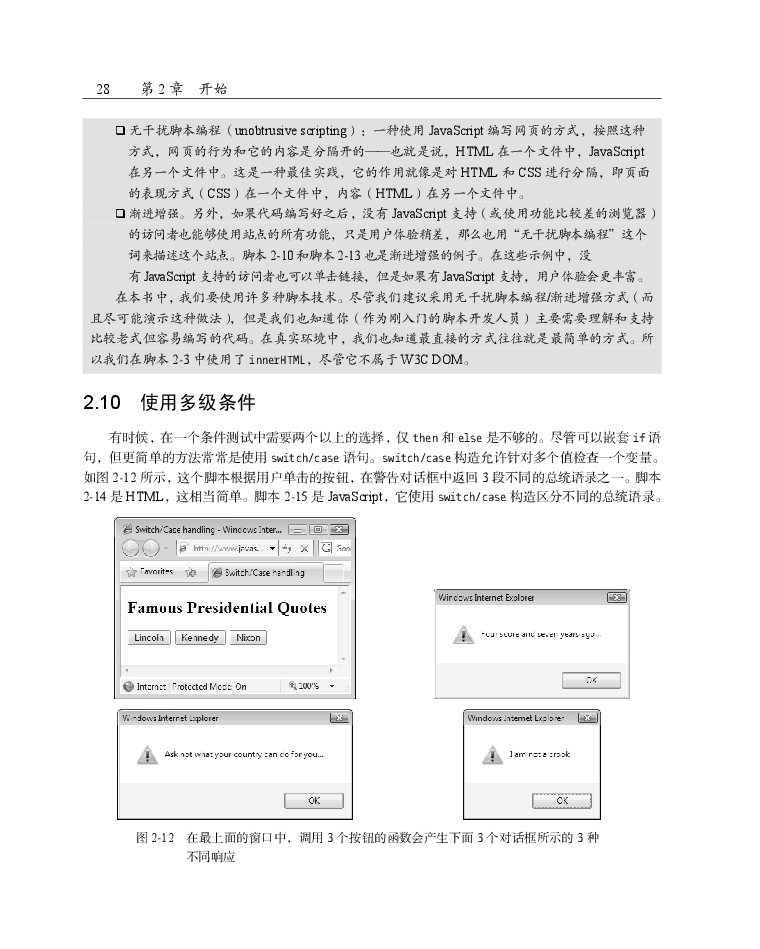 28 第 2 章 开始
❑ 无干扰脚本编程（unobtrusive scripting）：一种使用 JavaScript 编写网页的方式，按照这种
方式，网页的行为和它的内容是分隔开的——也就是说，HTML 在一个文件中，JavaScript
在另一个文件中。这是一种最佳实践，它的作用就像是对 HTML 和 CSS 进行分隔，即页面
的表现方式（CSS）在一个文件中，内容（HTML）在另一个文件中。
❑ 渐进增强。另外，如果代码编写好之后，没有 JavaScript 支持（或使用功能比较差的浏览器）
的访问者也能够使用站点的所有功能，只是用户体验稍差，那么也用“无干扰脚本编程”这个
词来描述这个站点。脚本 2-10 和脚本 2-13 也是渐进增强的例子。在这些示例中，没
有 JavaScript 支持的访问者也可以单击链接，但是如果有 JavaScript 支持，用户体验会更丰富。
在本书中，我们要使用许多种脚本技术。尽管我们建议采用无干扰脚本编程/渐进增强方式（而
且尽可能演示这种做法），但是我们也知道你（作为刚入门的脚本开发人员）主要需要理解和支持
比较老式但容易编写的代码。在真实环境中，我们也知道最直接的方式往往就是最简单的方式。所
以我们在脚本 2-3 中使用了 innerHTML，尽管它不属于 W3C DOM。
2.10 使用多级条件
有时候，在一个条件测试中需要两个以上的选择，仅 then 和 else 是不够的。尽管可以嵌套 if 语
句，但更简单的方法常常是使用 switch/case 语句。switch/case 构造允许针对多个值检查一个变量。
如图 2-12 所示，这个脚本根据用户单击的按钮，在警告对话框中返回 3 段不同的总统语录之一。脚本
2-14 是 HTML，这相当简单。脚本 2-15 是 JavaScript，它使用 switch/case 构造区分不同的总统语录。
Switch/Case handling - Windows Inter...
http://www.javas... Goo
Favorites Switch/Case handling
Famous Presidential Quotes
Lincoln Kennedy Nixon
Internet | Protected Mode: On 100%
Windows Internet Explorer
Four score and seven years ago...
OK
Windows Internet Explorer
Ask not what your country can do for you...
OK
Windows Internet Explorer
I am not a crook!
OK
图 2-12 在最上面的窗口中，调用 3 个按钮的函数会产生下面 3 个对话框所示的 3 种
不同响应